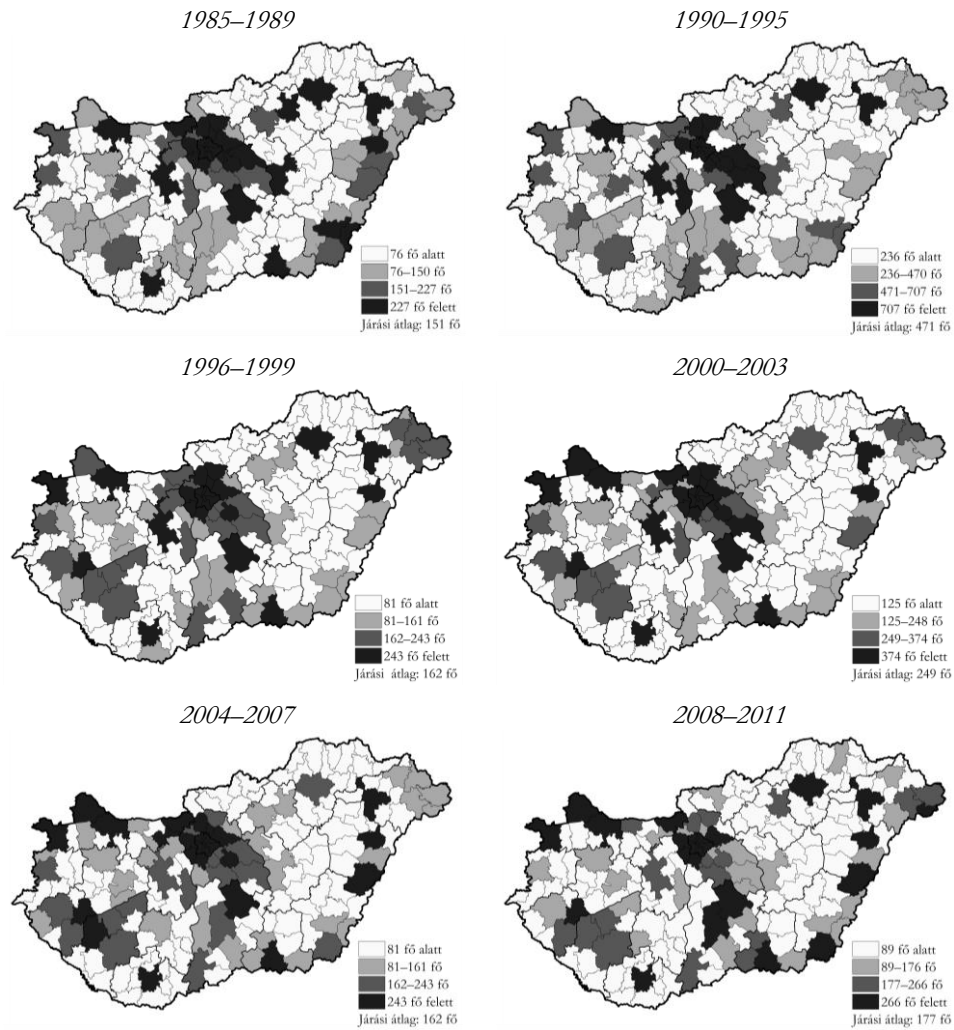 1985–1989
76 fő alatt
76–150 fő
151–227 fő
227 fő felett
Járási átlag: 151 fő
1990–1995
236 fő alatt
236–470 fő
471–707 fő
707 fő felett
Járási átlag: 471 fő
1996–1999
81 fő alatt
81–161 fő
162–243 fő
243 fő felett
Járási átlag: 162 fő
2000–2003
125 fő alatt
125–248 fő
249–374 fő
374 fő felett
Járási átlag: 249 fő
2004–2007
81 fő alatt
81–161 fő
162–243 fő
243 fő felett
Járási átlag: 162 fő
2008–2011
89 fő alatt
89–176 fő
177–266 fő
266 fő felett
Járási átlag: 177 fő